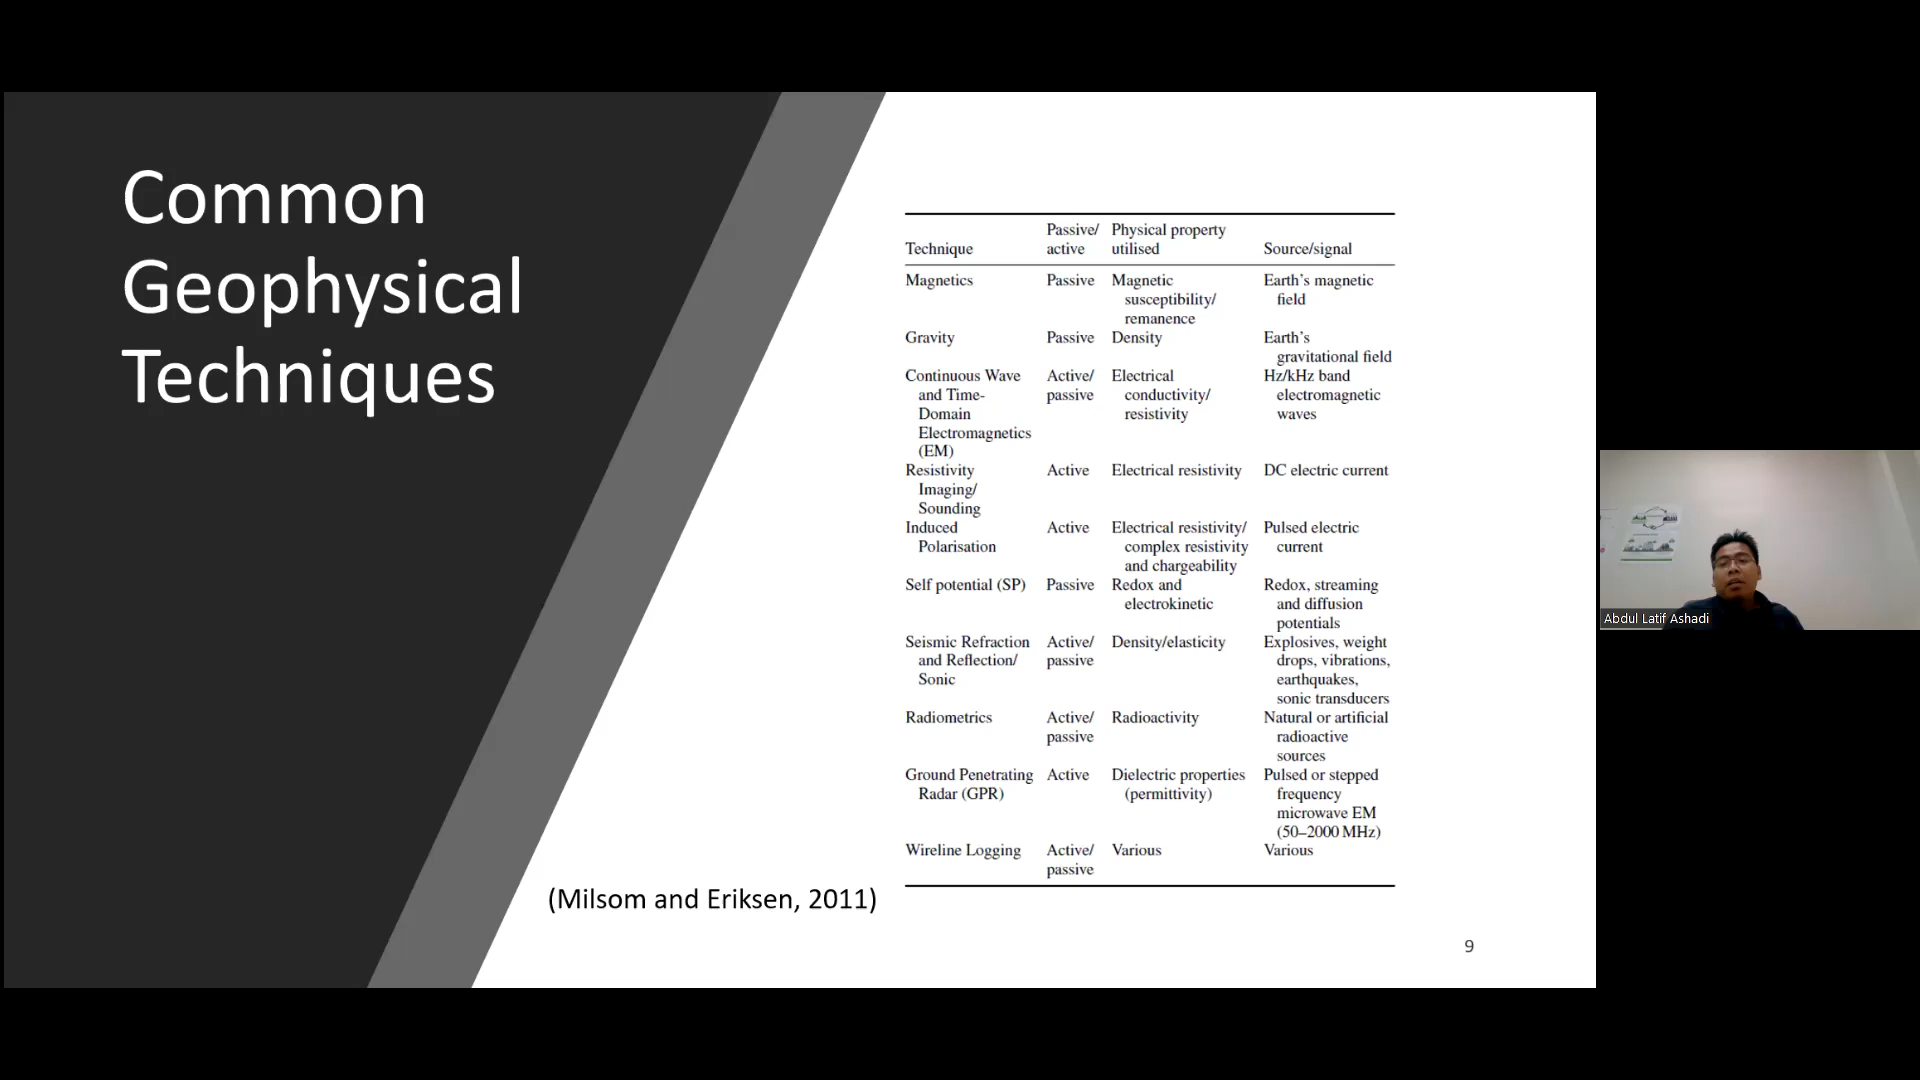 Common
Geophysical
Techniques
Technique Passive/ active Physical property utilised Source/signal
Magnetics Passive Magnetic susceptibility/ remanence Earth's magnetic field
Gravity Passive Density Earth's gravitational field
Continuous Wave and Time-Domain Electromagnetics (EM) Active/ passive Electrical conductivity/ resistivity Hz/kHz band electromagnetic waves
Resistivity Imaging/ Sounding Active Electrical resistivity DC electric current
Induced Polarisation Active Electrical resistivity/ complex resistivity and chargeability Pulsed electric current
Self potential (SP) Passive Redox and electrokinetic Redox, streaming and diffusion potentials
Seismic Refraction and Reflection/ Sonic Active/ passive Density/elasticity Explosives, weight drops, vibrations, earthquakes, sonic transducers
Radiometrics Active/ passive Radioactivity Natural or artificial radioactive sources
Ground Penetrating Radar (GPR) Active Dielectric properties (permittivity) Pulsed or stepped frequency microwave EM (50–2000 MHz)
Wireline Logging Active/ passive Various Various
(Milsom and Eriksen, 2011)
9
Abdul Latif Ashadi